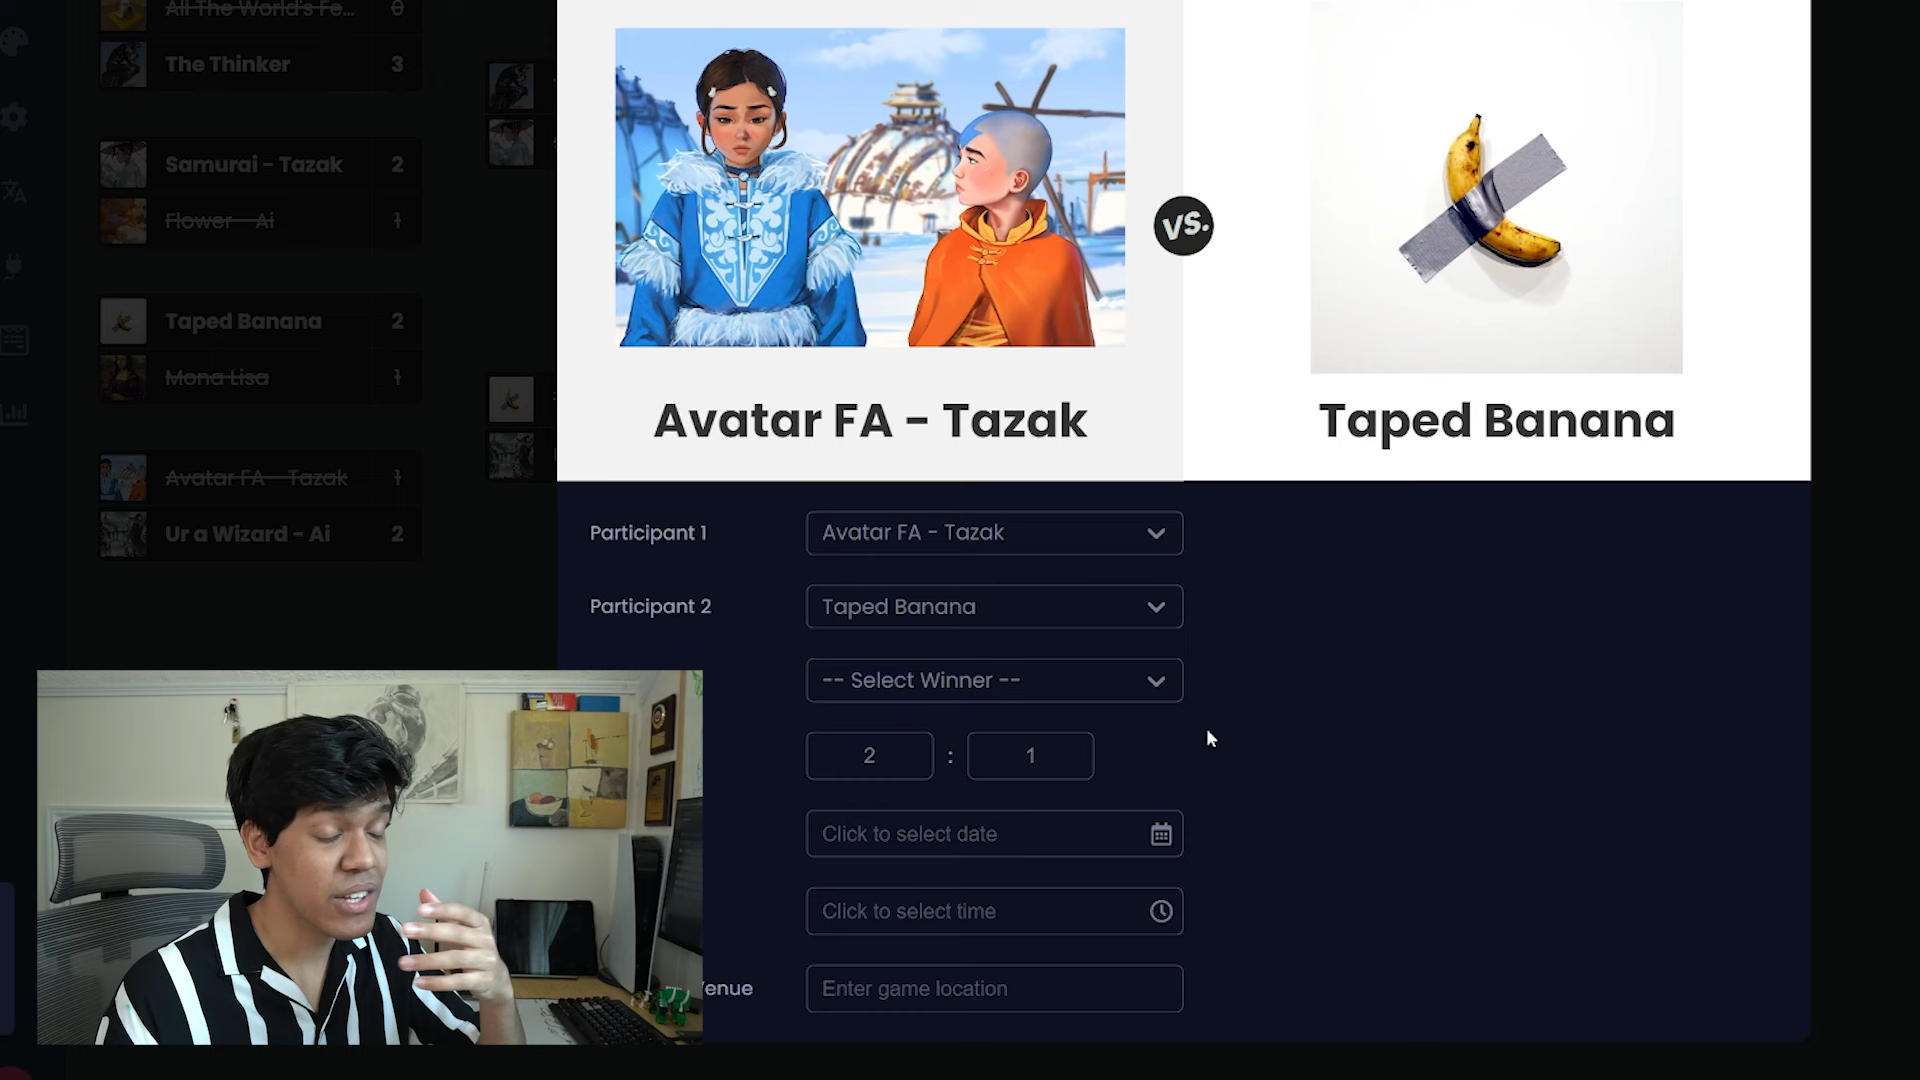 All The World's Fe... 0
The Thinker 3
Samurai - Tazak 2
Flower - Ai 1
Taped Banana 2
Mona Lisa 1
Avatar FA - Tazak 1
Ur a Wizard - Ai 2
VS.
Avatar FA - Tazak
Taped Banana
Participant 1 Avatar FA - Tazak
Participant 2 Taped Banana
-- Select Winner --
2 : 1
Click to select date
Click to select time
enue Enter game location